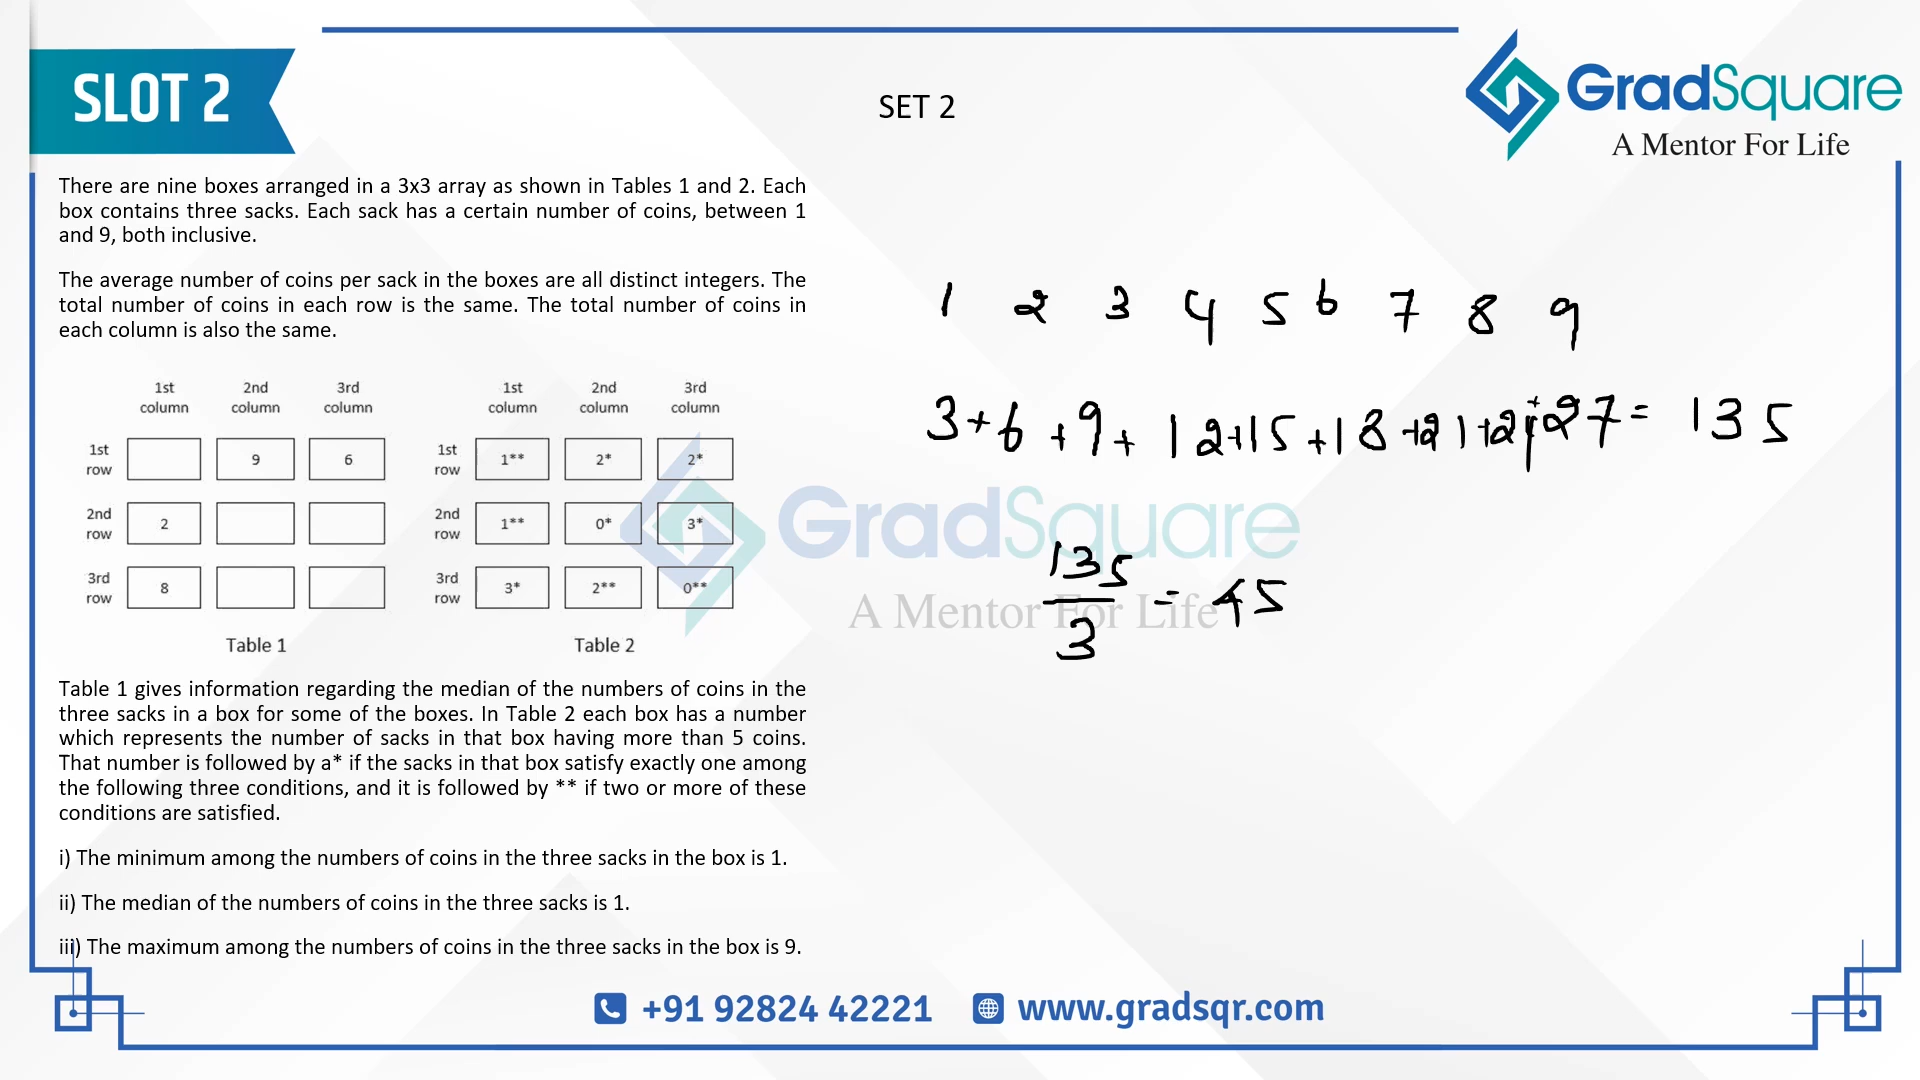 SLOT 2
SET 2
GradSquare
A Mentor For Life
There are nine boxes arranged in a 3x3 array as shown in Tables 1 and 2. Each
box contains three sacks. Each sack has a certain number of coins, between 1
and 9, both inclusive.
The average number of coins per sack in the boxes are all distinct integers. The
total number of coins in each row is the same. The total number of coins in
each column is also the same.
1st column 2nd column 3rd column
1st row 9 6
2nd row 2
3rd row 8
Table 1
1st column 2nd column 3rd column
1st row 1** 2* 2*
2nd row 1** 0* 3*
3rd row 3* 2** 0**
Table 2
Table 1 gives information regarding the median of the numbers of coins in the
three sacks in a box for some of the boxes. In Table 2 each box has a number
which represents the number of sacks in that box having more than 5 coins.
That number is followed by a* if the sacks in that box satisfy exactly one among
the following three conditions, and it is followed by ** if two or more of these
conditions are satisfied.
i) The minimum among the numbers of coins in the three sacks in the box is 1.
ii) The median of the numbers of coins in the three sacks is 1.
iii) The maximum among the numbers of coins in the three sacks in the box is 9.
1 2 3 4 5 6 7 8 9
3+6+9+12+15+18+21+24+27= 135
135
3
= 45
GradSquare
A Mentor For Life
+91 92824 42221 www.gradsqr.com